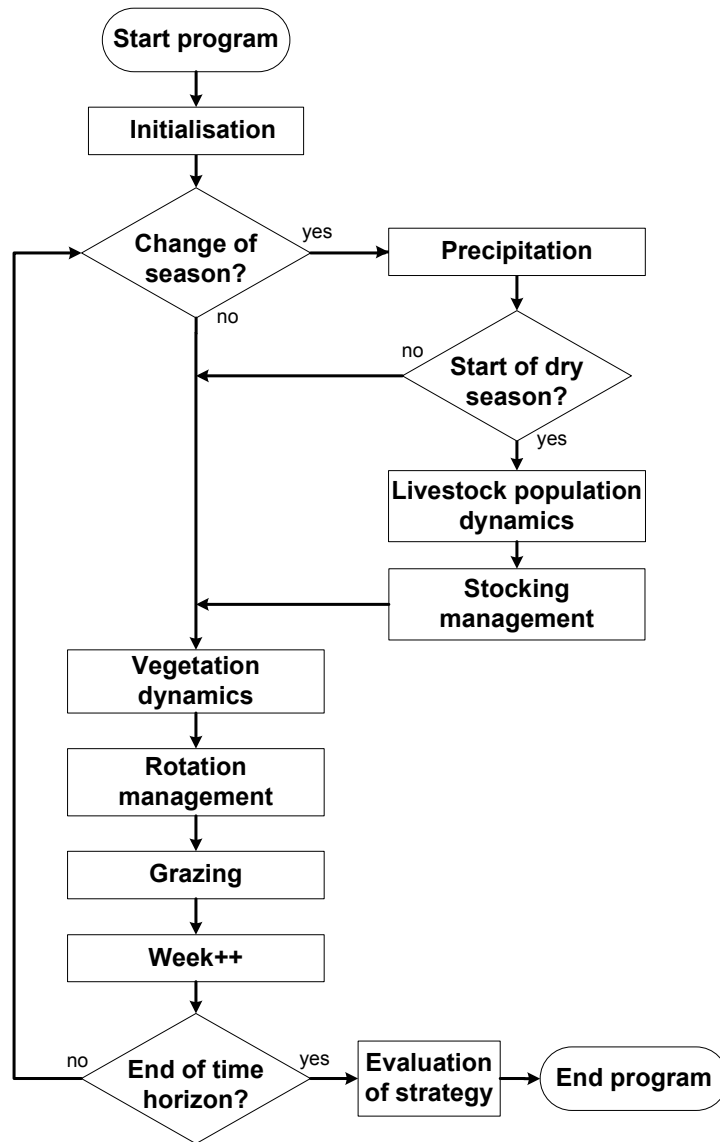 Start program
Initialisation
Change of
season?
yes
no
Precipitation
Start of dry
season?
no
yes
Livestock population
dynamics
Stocking
management
Vegetation
dynamics
Rotation
management
Grazing
Week++
End of time
horizon?
no
yes
Evaluation
of strategy
End program